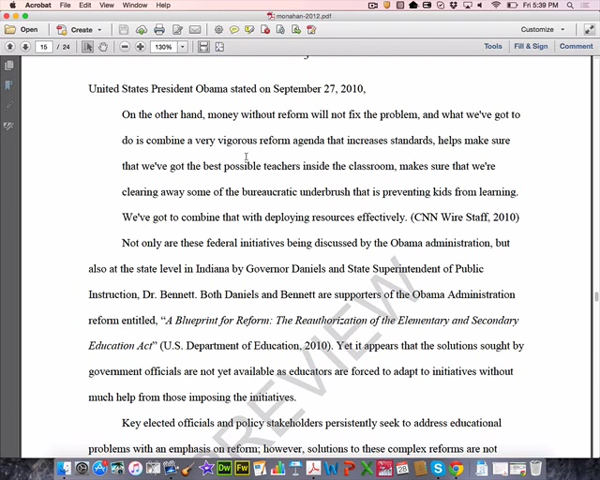 Acrobat File Edit View Window Help Fri 5:39 PM
monahan-2012.pdf
Open Create Customize
15 / 24 130% Tools Fill & Sign Comment
United States President Obama stated on September 27, 2010,
On the other hand, money without reform will not fix the problem, and what we've got to
do is combine a very vigorous reform agenda that increases standards, helps make sure
that we've got the best possible teachers inside the classroom, makes sure that we're
clearing away some of the bureaucratic underbrush that is preventing kids from learning.
We've got to combine that with deploying resources effectively. (CNN Wire Staff, 2010)
Not only are these federal initiatives being discussed by the Obama administration, but
also at the state level in Indiana by Governor Daniels and State Superintendent of Public
Instruction, Dr. Bennett. Both Daniels and Bennett are supporters of the Obama Administration
reform entitled, “A Blueprint for Reform: The Reauthorization of the Elementary and Secondary
Education Act” (U.S. Department of Education, 2010). Yet it appears that the solutions sought by
government officials are not yet available as educators are forced to adapt to initiatives without
much help from those imposing the initiatives.
Key elected officials and policy stakeholders persistently seek to address educational
problems with an emphasis on reform; however, solutions to these complex reforms are not
PREVIEW
Dw Fw